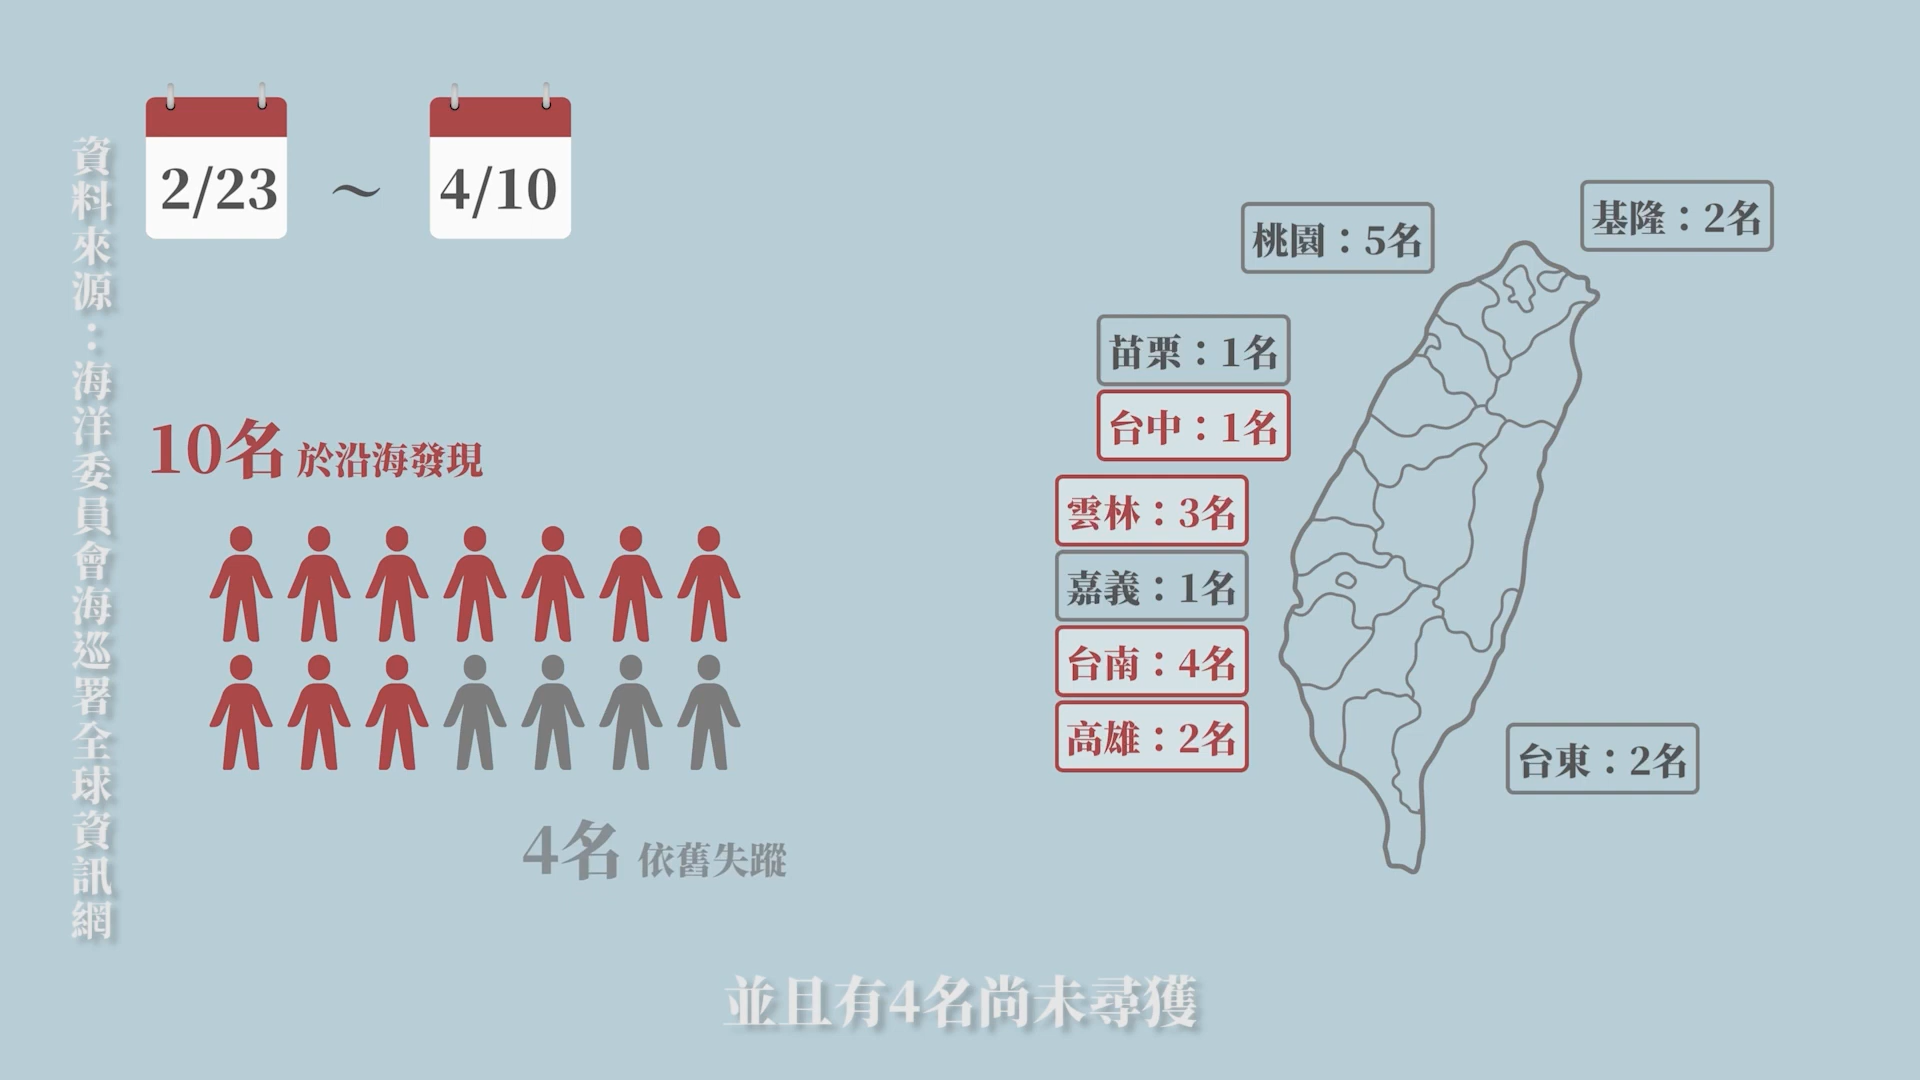 資料來源：海洋委員會海巡署全球資訊網
2/23 ~ 4/10
10名 於沿海發現
4名 依舊失蹤
桃園：5名
基隆：2名
苗栗：1名
台中：1名
雲林：3名
嘉義：1名
台南：4名
高雄：2名
台東：2名
並且有4名尚未尋獲